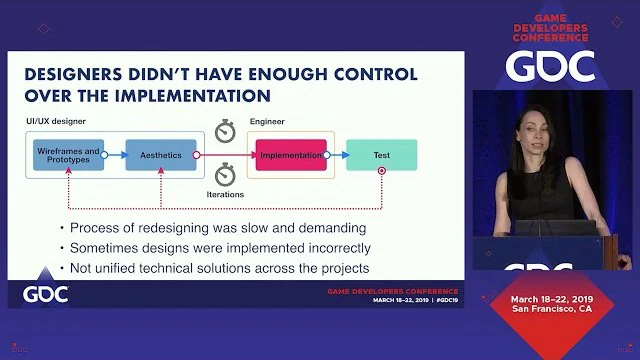 DESIGNERS DIDN'T HAVE ENOUGH CONTROL
OVER THE IMPLEMENTATION
UI/UX designer
Engineer
Wireframes and
Prototypes
Aesthetics
Implementation
Test
Iterations
• Process of redesigning was slow and demanding
• Sometimes designs were implemented incorrectly
• Not unified technical solutions across the projects
GDC
GAME DEVELOPERS CONFERENCE
MARCH 18–22, 2019 | #GDC19
GAME
DEVELOPERS
CONFERENCE
GDC
GDC
March 18–22, 2019
San Francisco, CA